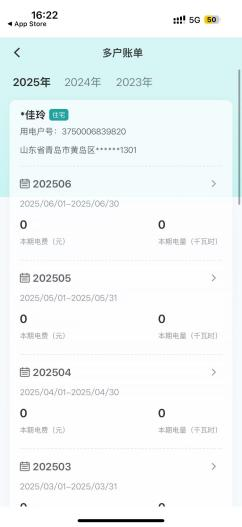 16:22
5G 50
◀ App Store
多户账单
2025年 2024年 2023年
*佳玲 住宅
用电户号：3750006839820
山东省青岛市黄岛区******1301
202506
2025/06/01-2025/06/30
0 0
本期电费（元） 本期电量（千瓦时）
202505
2025/05/01-2025/05/31
0 0
本期电费（元） 本期电量（千瓦时）
202504
2025/04/01-2025/04/30
0 0
本期电费（元） 本期电量（千瓦时）
202503
2025/03/01-2025/03/31